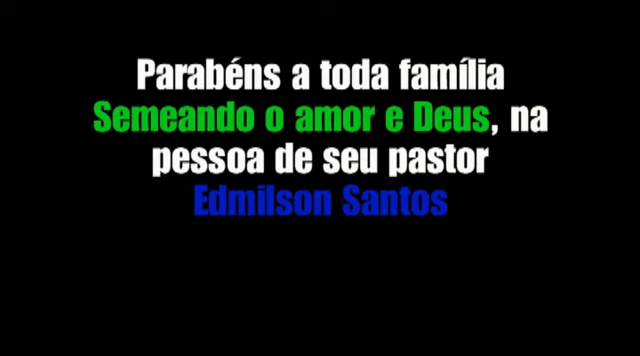 Parabéns a toda família
Semeando o amor e Deus, na
pessoa de seu pastor
Edmilson Santos